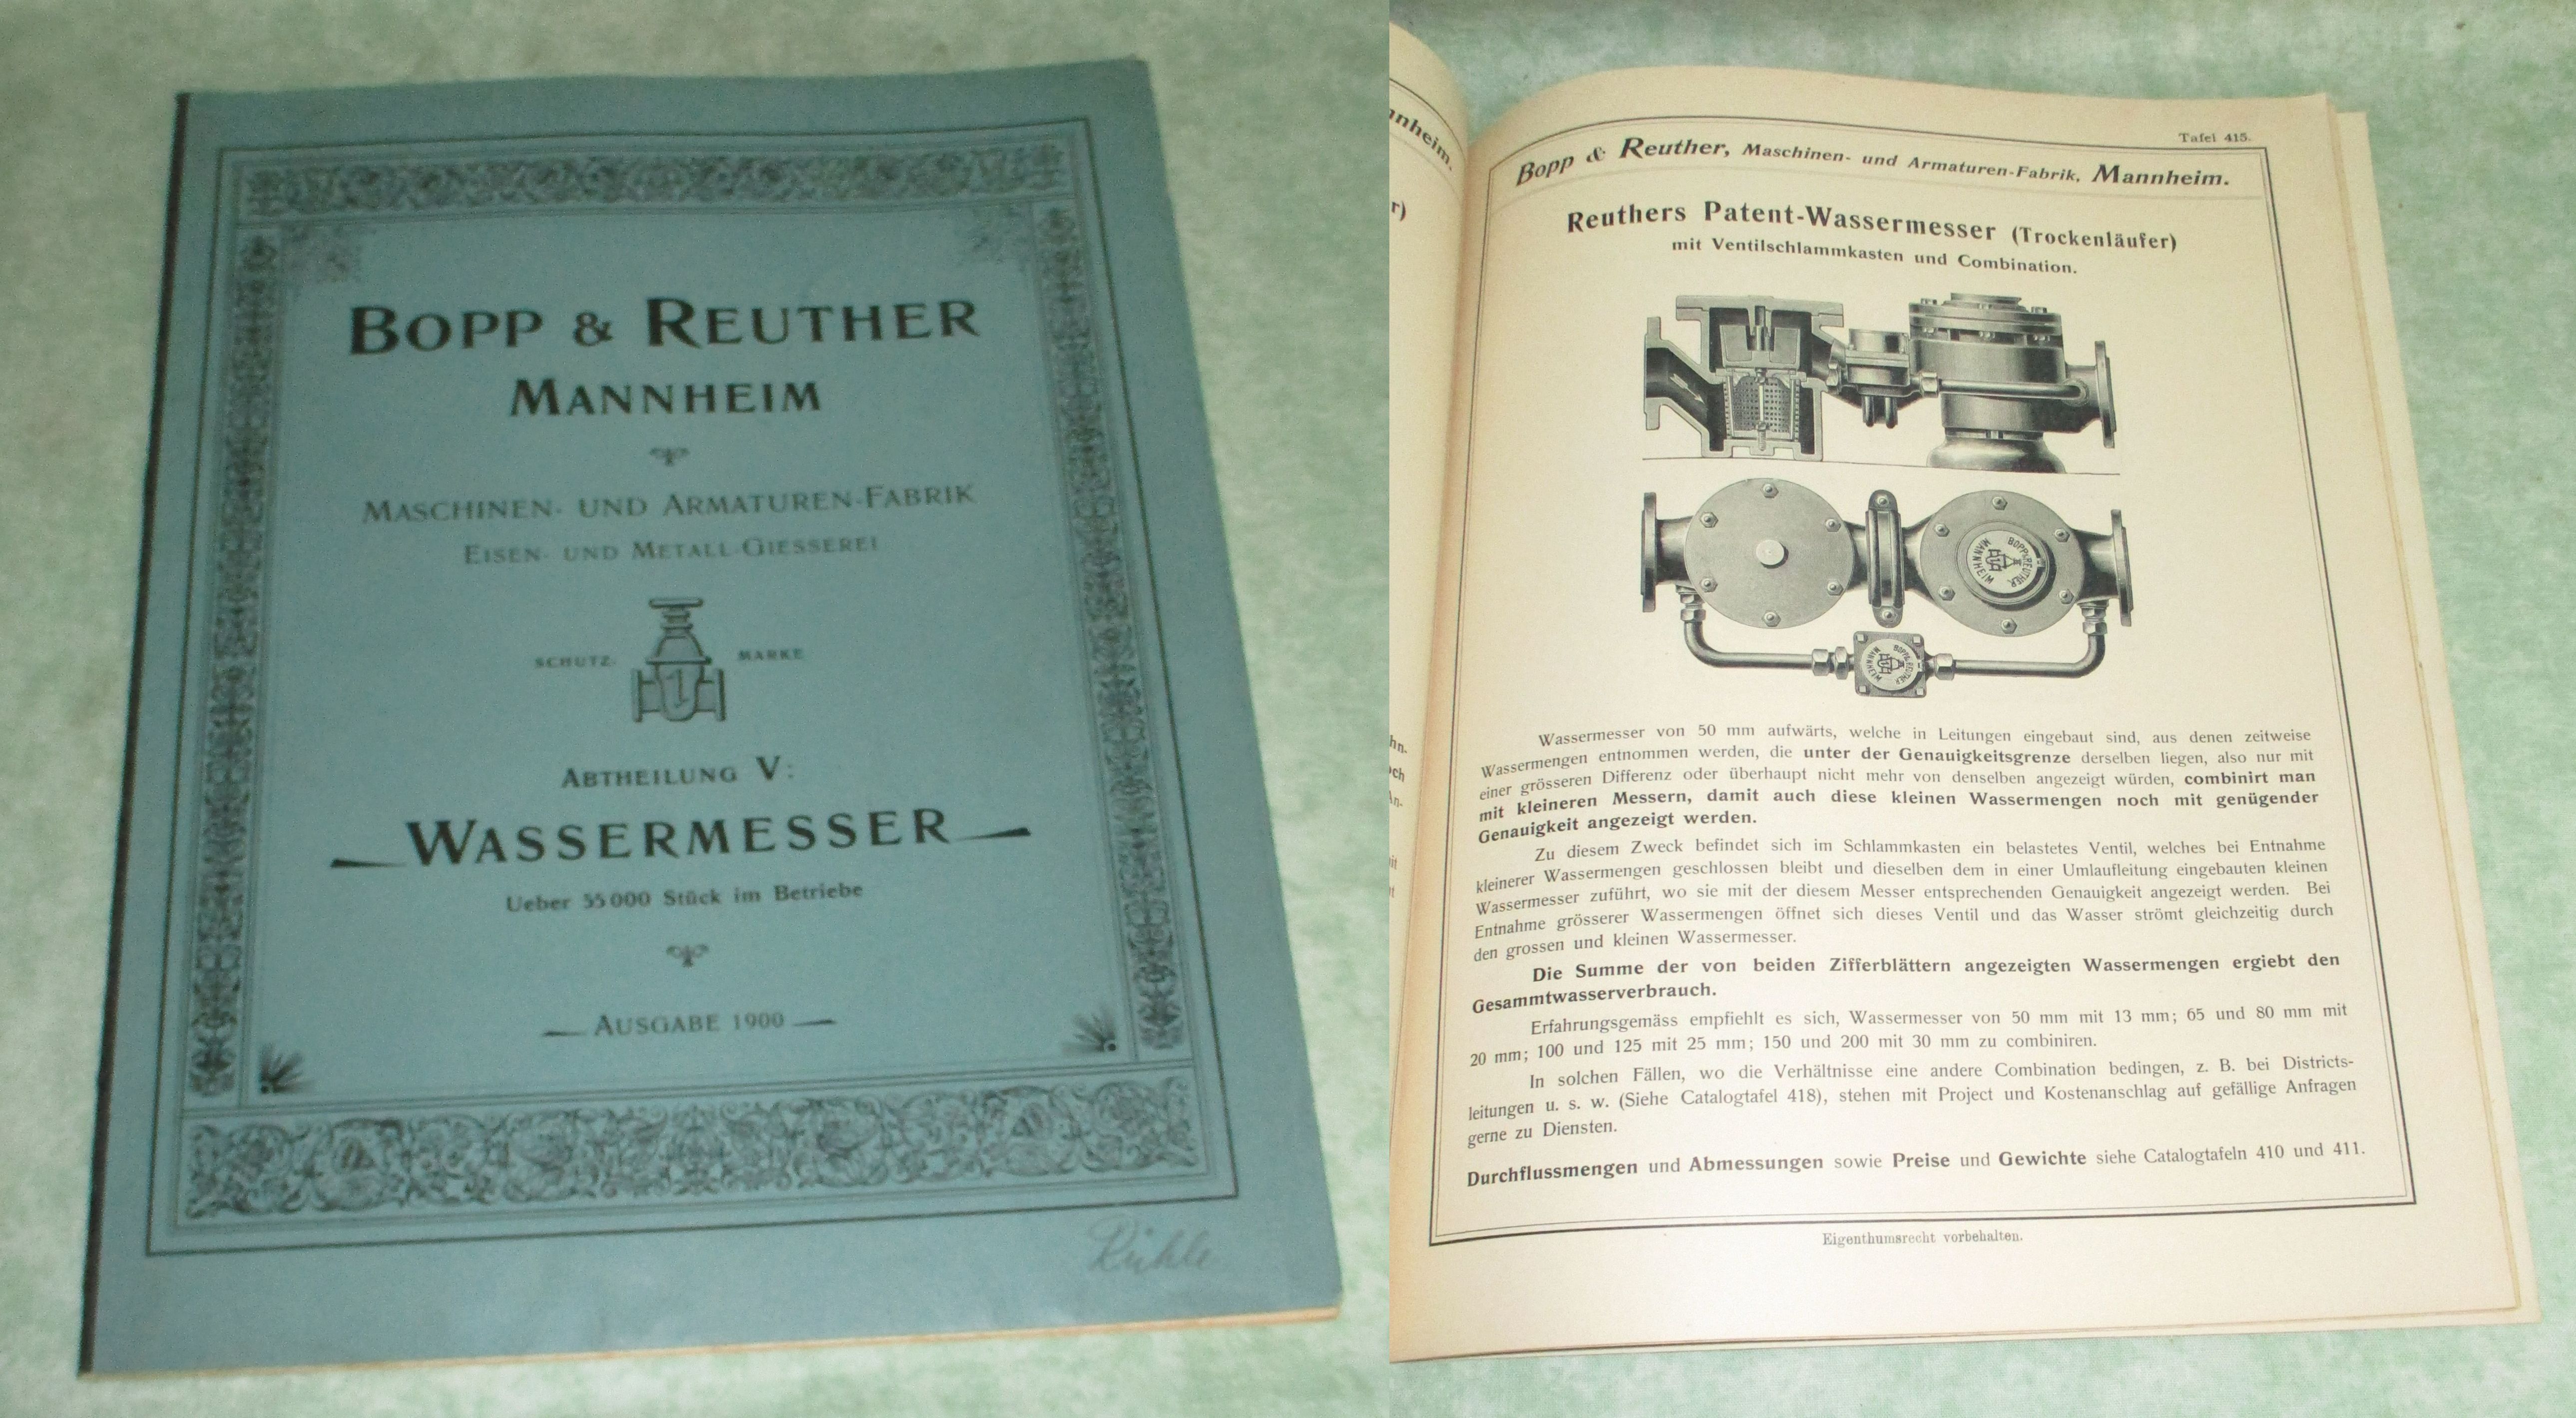 BOPP & REUTHER
MANNHEIM
MASCHINEN- UND ARMATUREN-FABRIK
EISEN- UND METALL-GIESSEREI
SCHUTZ- MARKE
ABTHEILUNG V:
WASSERMESSER
Ueber 55000 Stück im Betriebe
AUSGABE 1900
Rühle
nnheim.
r)
hn.
ch
An.
it
Tafel 415.
Bopp & Reuther, Maschinen- und Armaturen-Fabrik, Mannheim.
Reuthers Patent-Wassermesser (Trockenläufer)
mit Ventilschlammkasten und Combination.
BOPP & REUTHER
MANNHEIM
BOPP & REUTHER
MANNHEIM
Wassermesser von 50 mm aufwärts, welche in Leitungen eingebaut sind, aus denen zeitweise
Wassermengen entnommen werden, die unter der Genauigkeitsgrenze derselben liegen, also nur mit
einer grösseren Differenz oder überhaupt nicht mehr von denselben angezeigt würden, combinirt man
mit kleineren Messern, damit auch diese kleinen Wassermengen noch mit genügender
Genauigkeit angezeigt werden.
Zu diesem Zweck befindet sich im Schlammkasten ein belastetes Ventil, welches bei Entnahme
kleinerer Wassermengen geschlossen bleibt und dieselben dem in einer Umlaufleitung eingebauten kleinen
Wassermesser zuführt, wo sie mit der diesem Messer entsprechenden Genauigkeit angezeigt werden. Bei
Entnahme grösserer Wassermengen öffnet sich dieses Ventil und das Wasser strömt gleichzeitig durch
den grossen und kleinen Wassermesser.
Die Summe der von beiden Zifferblättern angezeigten Wassermengen ergiebt den
Gesammtwasserverbrauch.
Erfahrungsgemäss empfiehlt es sich, Wassermesser von 50 mm mit 13 mm; 65 und 80 mm mit
20 mm; 100 und 125 mit 25 mm; 150 und 200 mit 30 mm zu combiniren.
In solchen Fällen, wo die Verhältnisse eine andere Combination bedingen, z. B. bei Districts-
leitungen u. s. w. (Siehe Catalogtafel 418), stehen mit Project und Kostenanschlag auf gefällige Anfragen
gerne zu Diensten.
Durchflussmengen und Abmessungen sowie Preise und Gewichte siehe Catalogtafeln 410 und 411.
Eigenthumsrecht vorbehalten.